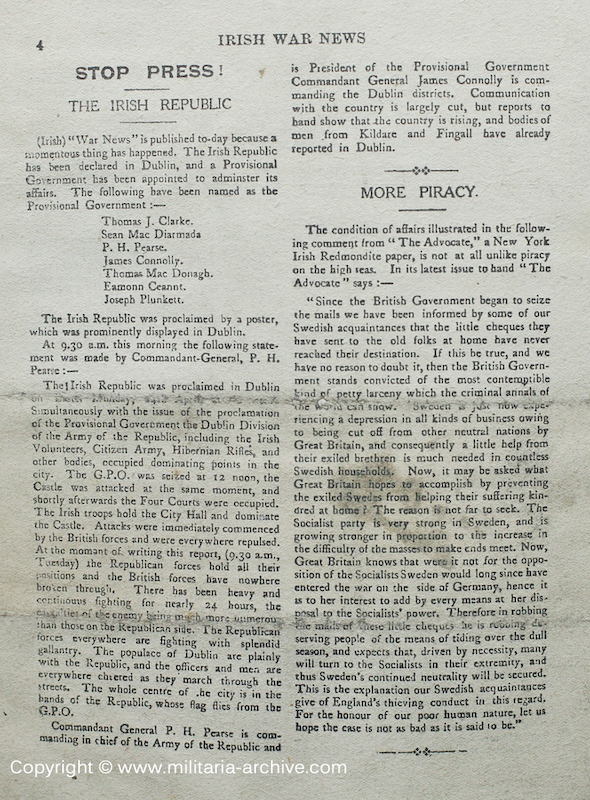 4
IRISH WAR NEWS
STOP PRESS!
THE IRISH REPUBLIC
(Irish) "War News" is published to-day because a
momentous thing has happened. The Irish Republic
has been declared in Dublin, and a Provisional
Government has been appointed to adminster its
affairs. The following have been named as the
Provisional Government :—
Thomas J. Clarke.
Sean Mac Diarmada
P. H. Pearse.
James Connolly.
Thomas Mac Donagh.
Eamonn Ceannt.
Joseph Plunkett.
The Irish Republic was proclaimed by a poster,
which was prominently displayed in Dublin.
At 9.30 a.m. this morning the following state-
ment was made by Commandant-General, P. H.
Pearse :—
The Irish Republic was proclaimed in Dublin
on Easter Monday, April at
Simultaneously with the issue of the proclamation
of the Provisional Government the Dublin Division
of the Army of the Republic, including the Irish
Volunteers, Citizen Army, Hibernian Rifles, and
other bodies, occupied dominating points in the
city. The G.P.O. was seized at 12 noon, the
Castle was attacked at the same moment, and
shortly afterwards the Four Courts were occupied.
The Irish troops hold the City Hall and dominate
the Castle. Attacks were immediately commenced
by the British forces and were everywhere repulsed.
At the momant of writing this report, (9.30 a.m.,
Tuesday) the Republican forces hold all their
positions and the British forces have nowhere
broken through. There has been heavy and
continuous fighting for nearly 24 hours, the
casualties of the enemy being much more numerous
than those on the Republican side. The Republican
forces everywhere are fighting with splendid
gallantry. The populace of Dublin are plainly
with the Republic, and the officers and men are
everywhere cheered as they march through the
streets. The whole centre of the city is in the
hands of the Republic, whose flag flies from the
G.P.O.
Commandant General P. H. Pearse is com-
manding in chief of the Army of the Republic and
is President of the Provisional Government
Commandant General James Connolly is com-
manding the Dublin districts. Communication
with the country is largely cut, but reports to
hand show that the country is rising, and bodies of
men from Kildare and Fingall have already
reported in Dublin.
MORE PIRACY.
The condition of affairs illustrated in the follow-
ing comment from "The Advocate," a New York
Irish Redmondite paper, is not at all unlike piracy
on the high seas. In its latest issue to hand "The
Advocate" says :—
"Since the British Government began to seize
the mails we have been informed by some of our
Swedish acquaintances that the little cheques they
have sent to the old folks at home have never
reached their destination. If this be true, and we
have no reason to doubt it, then the British Govern-
ment stands convicted of the most contemptible
kind of petty larceny which the criminal annals of
the world can show. Sweden is just now expe-
riencing a depression in all kinds of business owing
to being cut off from other neutral nations by
Great Britain, and consequently a little help from
their exiled brethren is much needed in countless
Swedish households. Now, it may be asked what
Great Britain hopes to accomplish by preventing
the exiled Swedes from helping their suffering kin-
dred at home? The reason is not far to seek. The
Socialist party is very strong in Sweden, and is
growing stronger in proportion to the increase in
the difficulty of the masses to make ends meet. Now,
Great Britain knows that were it not for the oppo-
sition of the Socialists Sweden would long since have
entered the war on the side of Germany, hence it
is to her interest to add by every means at her dis-
posal to the Socialists' power. Therefore in robbing
the mails of these little cheques he is robbing de-
serving people of the means of tiding over the dull
season, and expects that, driven by necessity, many
will turn to the Socialists in their extremity, and
thus Sweden's continued neutrality will be secured.
This is the explanation our Swedish acquaintances
give of England's thieving conduct in this regard.
For the honour of our poor human nature, let us
hope the case is not as bad as it is said to be."
Copyright © www.militaria-archive.com